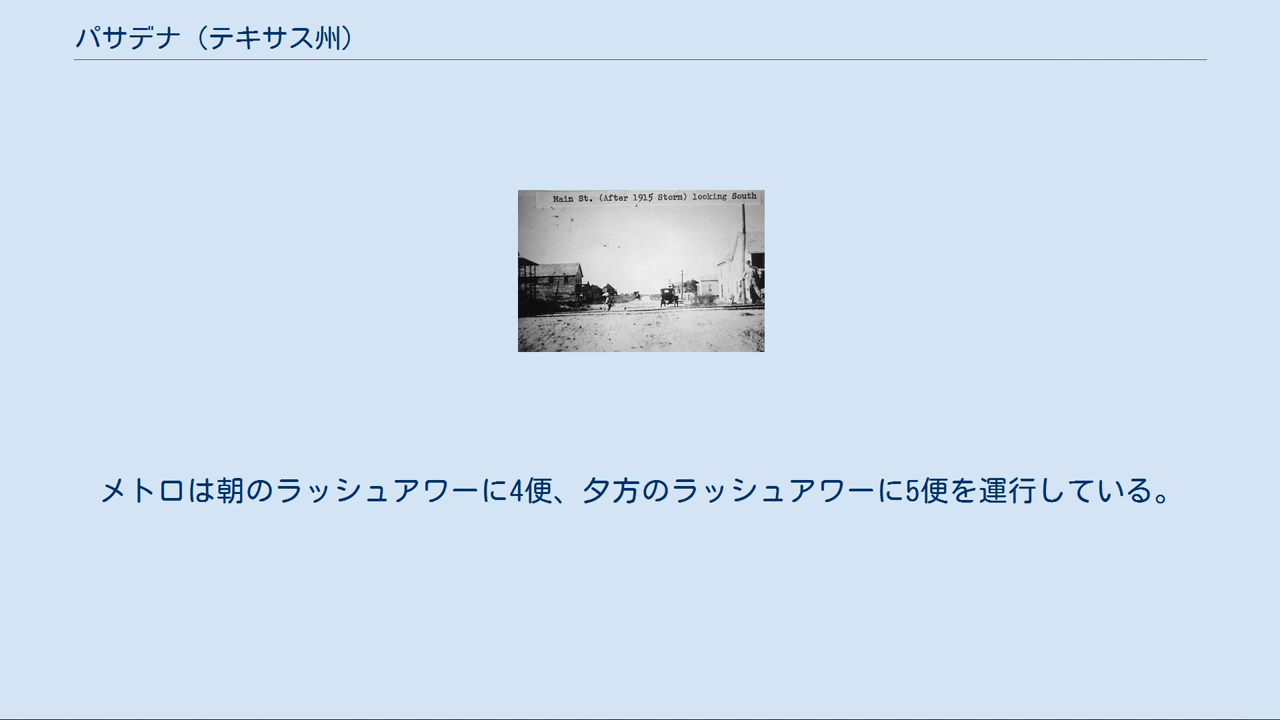 パサデナ（テキサス州）
Main St. (After 1915 Storm) looking South
メトロは朝のラッシュアワーに4便、夕方のラッシュアワーに5便を運行している。